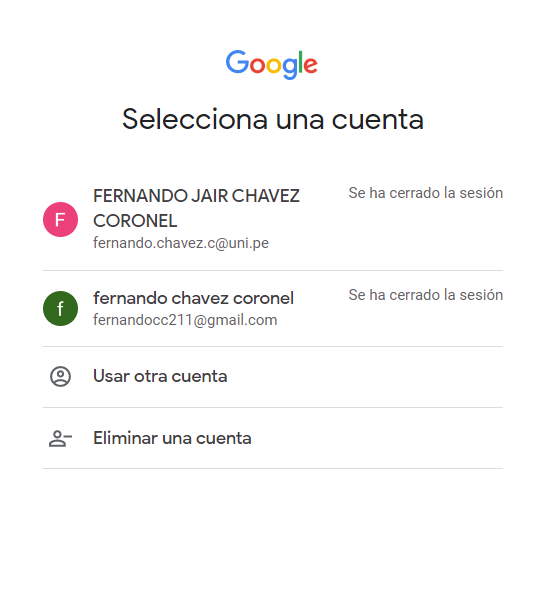 Google
Selecciona una cuenta
F
FERNANDO JAIR CHAVEZ
CORONEL
fernando.chavez.c@uni.pe
Se ha cerrado la sesión
f
fernando chavez coronel
fernandocc211@gmail.com
Se ha cerrado la sesión
Usar otra cuenta
Eliminar una cuenta